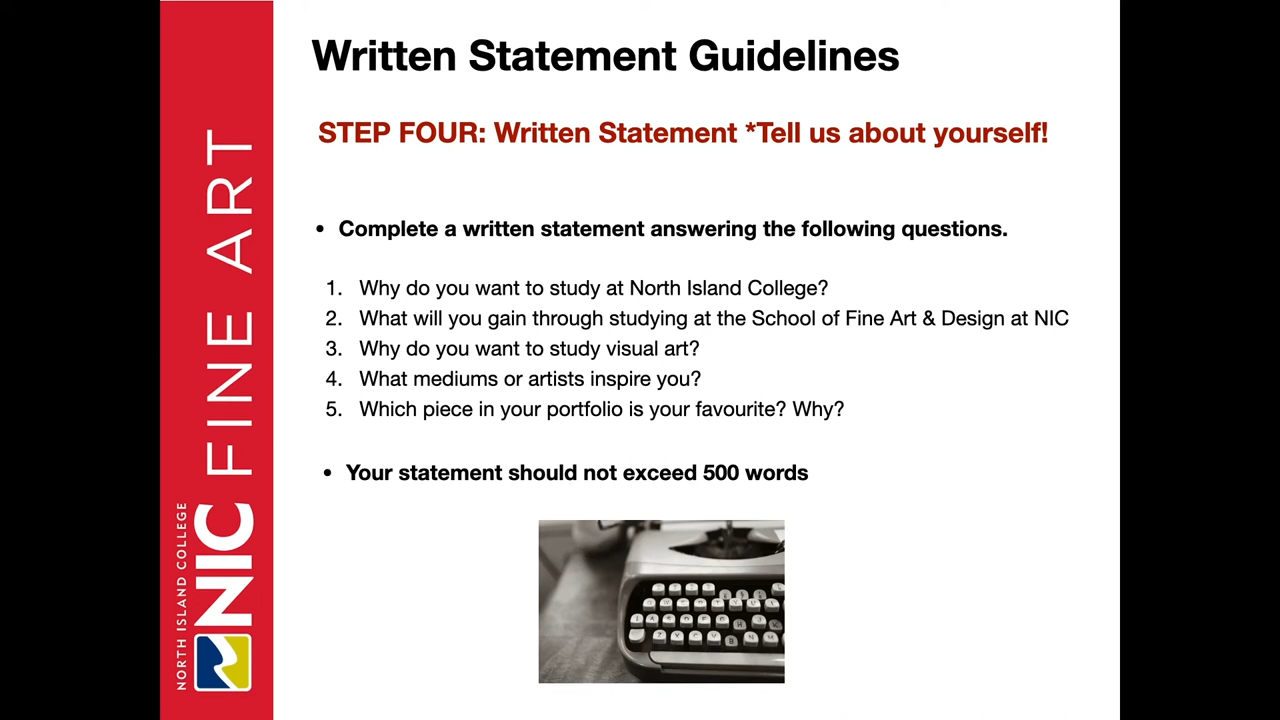 Written Statement Guidelines
STEP FOUR: Written Statement *Tell us about yourself!
• Complete a written statement answering the following questions.
1. Why do you want to study at North Island College?
2. What will you gain through studying at the School of Fine Art & Design at NIC
3. Why do you want to study visual art?
4. What mediums or artists inspire you?
5. Which piece in your portfolio is your favourite? Why?
• Your statement should not exceed 500 words
NORTH ISLAND COLLEGE
NIC FINE ART